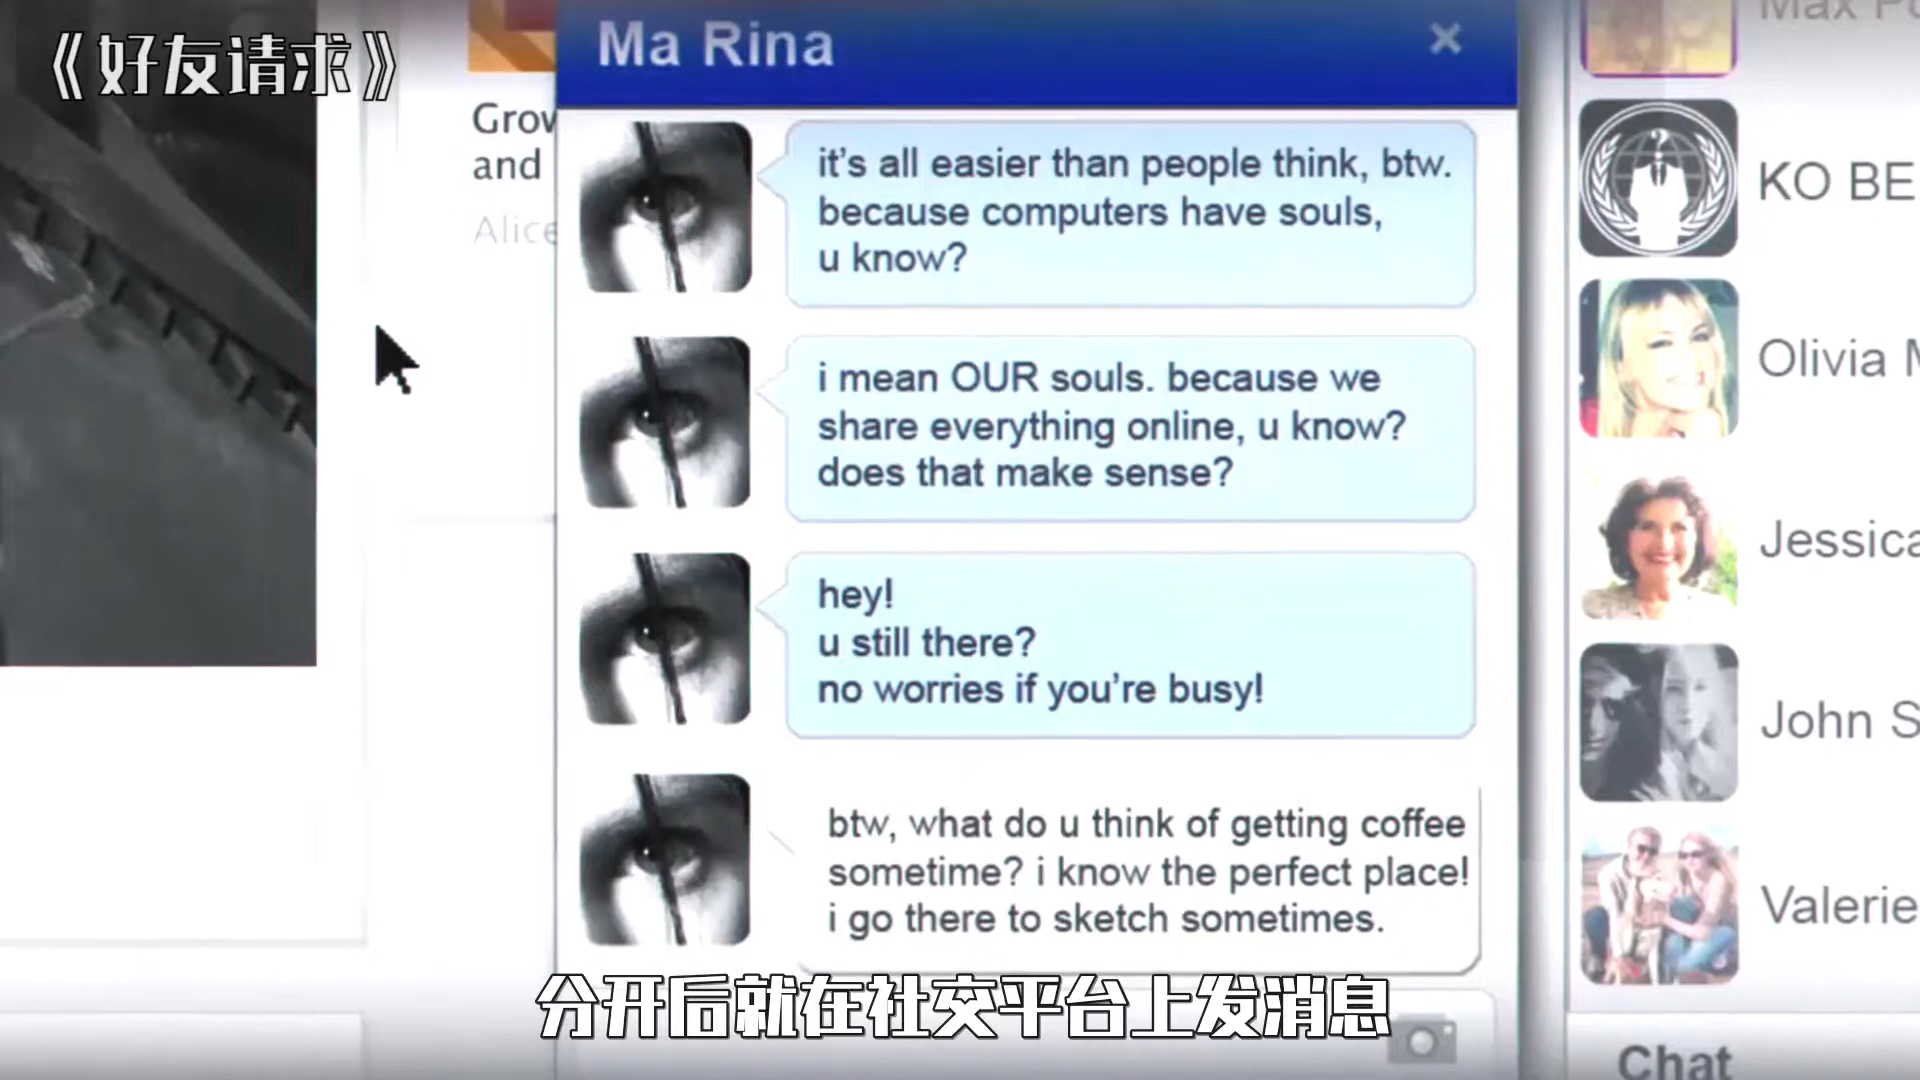 《好友请求》
Ma Rina
Grow
and
Alice
it's all easier than people think, btw.
because computers have souls,
u know?
i mean OUR souls. because we
share everything online, u know?
does that make sense?
hey!
u still there?
no worries if you're busy!
btw, what do u think of getting coffee
sometime? i know the perfect place!
i go there to sketch sometimes.
Max
KO BE
Olivia
Jessica
John S
Valerie
Chat
分开后就在社交平台上发消息